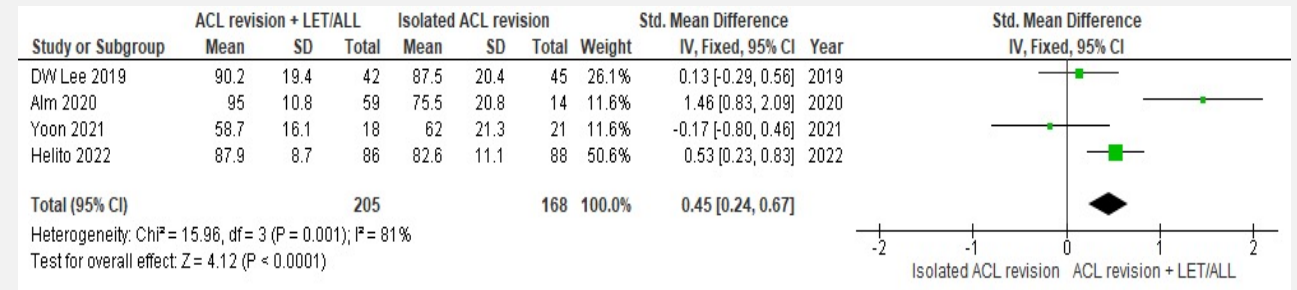 ACL revision + LET/ALL Isolated ACL revision Std. Mean Difference Std. Mean Difference
Study or Subgroup Mean SD Total Mean SD Total Weight IV, Fixed, 95% CI Year IV, Fixed, 95% CI
DW Lee 2019 90.2 19.4 42 87.5 20.4 45 26.1% 0.13 [-0.29, 0.56] 2019
Alm 2020 95 10.8 59 75.5 20.8 14 11.6% 1.46 [0.83, 2.09] 2020
Yoon 2021 58.7 16.1 18 62 21.3 21 11.6% -0.17 [-0.80, 0.46] 2021
Helito 2022 87.9 8.7 86 82.6 11.1 88 50.6% 0.53 [0.23, 0.83] 2022
Total (95% CI) 205 168 100.0% 0.45 [0.24, 0.67]
Heterogeneity: Chi² = 15.96, df = 3 (P = 0.001); I² = 81%
Test for overall effect: Z = 4.12 (P < 0.0001)
-2 -1 0 1 2
Isolated ACL revision ACL revision + LET/ALL